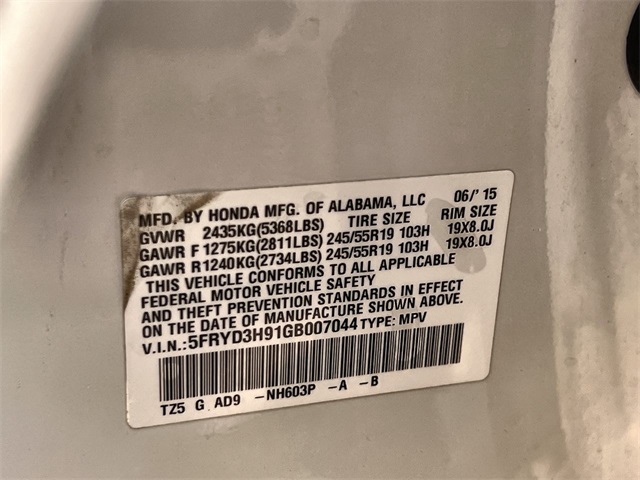 MFD. BY HONDA MFG. OF ALABAMA, LLC 06/' 15
GVWR 2435KG(5368LBS) TIRE SIZE RIM SIZE
GAWR F 1275KG(2811LBS) 245/55R19 103H 19X8.0J
GAWR R1240KG(2734LBS) 245/55R19 103H 19X8.0J
THIS VEHICLE CONFORMS TO ALL APPLICABLE
FEDERAL MOTOR VEHICLE SAFETY
AND THEFT PREVENTION STANDARDS IN EFFECT
ON THE DATE OF MANUFACTURE SHOWN ABOVE.
V.I.N.:5FRYD3H91GB007044 TYPE: MPV
TZ5 G AD9 -NH603P -A -B